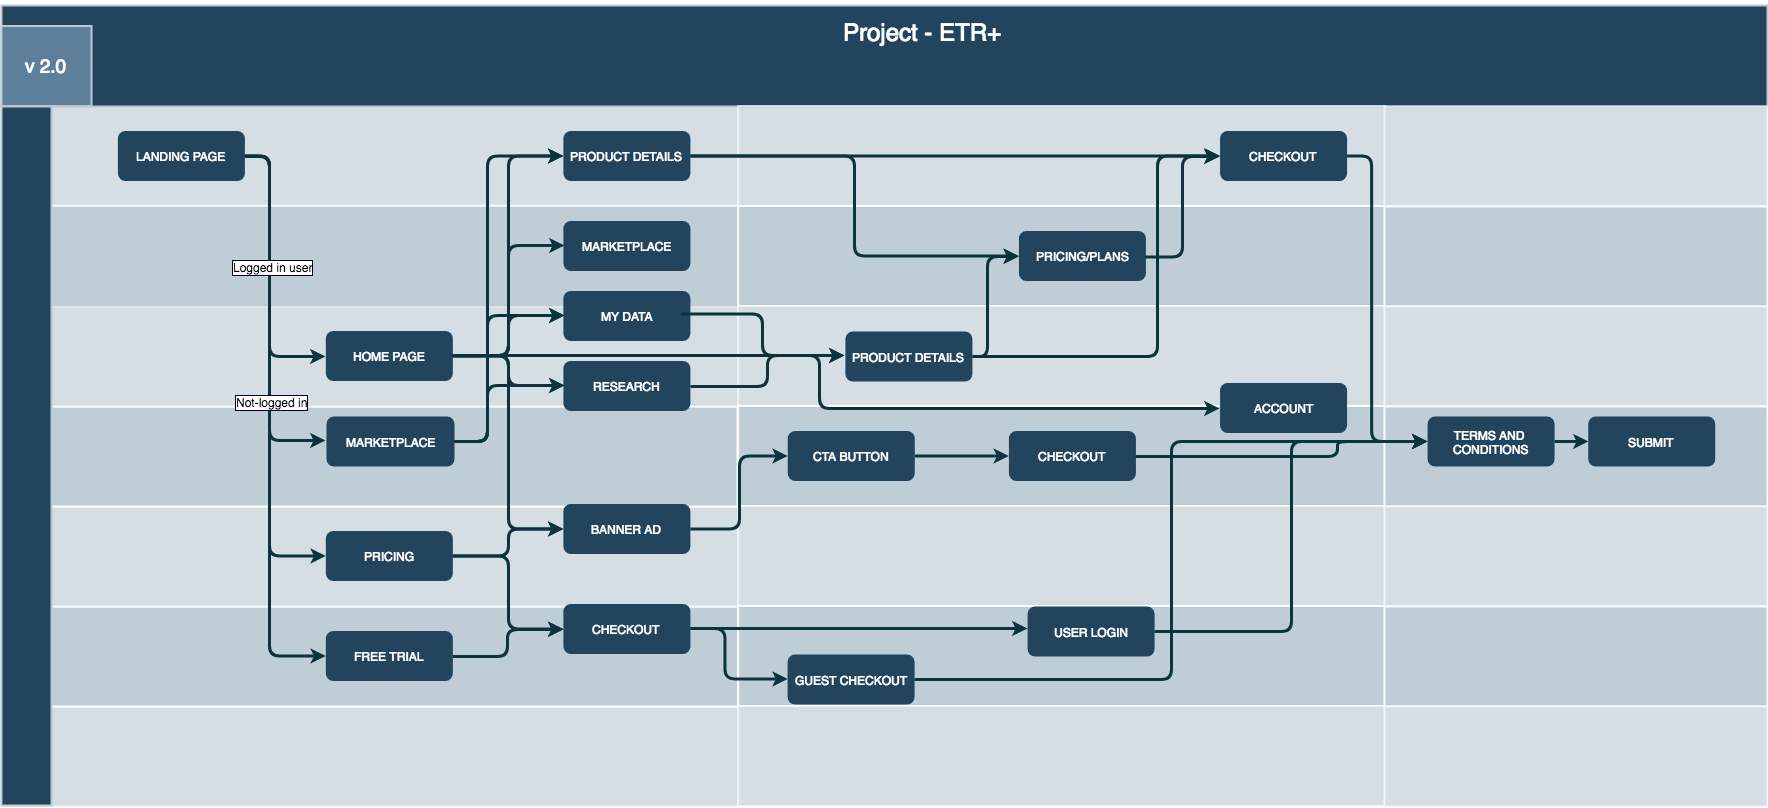 Project - ETR+
v 2.0
LANDING PAGE
PRODUCT DETAILS
CHECKOUT
MARKETPLACE
PRICING/PLANS
Logged in user
MY DATA
HOME PAGE
PRODUCT DETAILS
RESEARCH
Not-logged in
ACCOUNT
MARKETPLACE
CTA BUTTON
CHECKOUT
TERMS AND
CONDITIONS
SUBMIT
BANNER AD
PRICING
CHECKOUT
USER LOGIN
FREE TRIAL
GUEST CHECKOUT